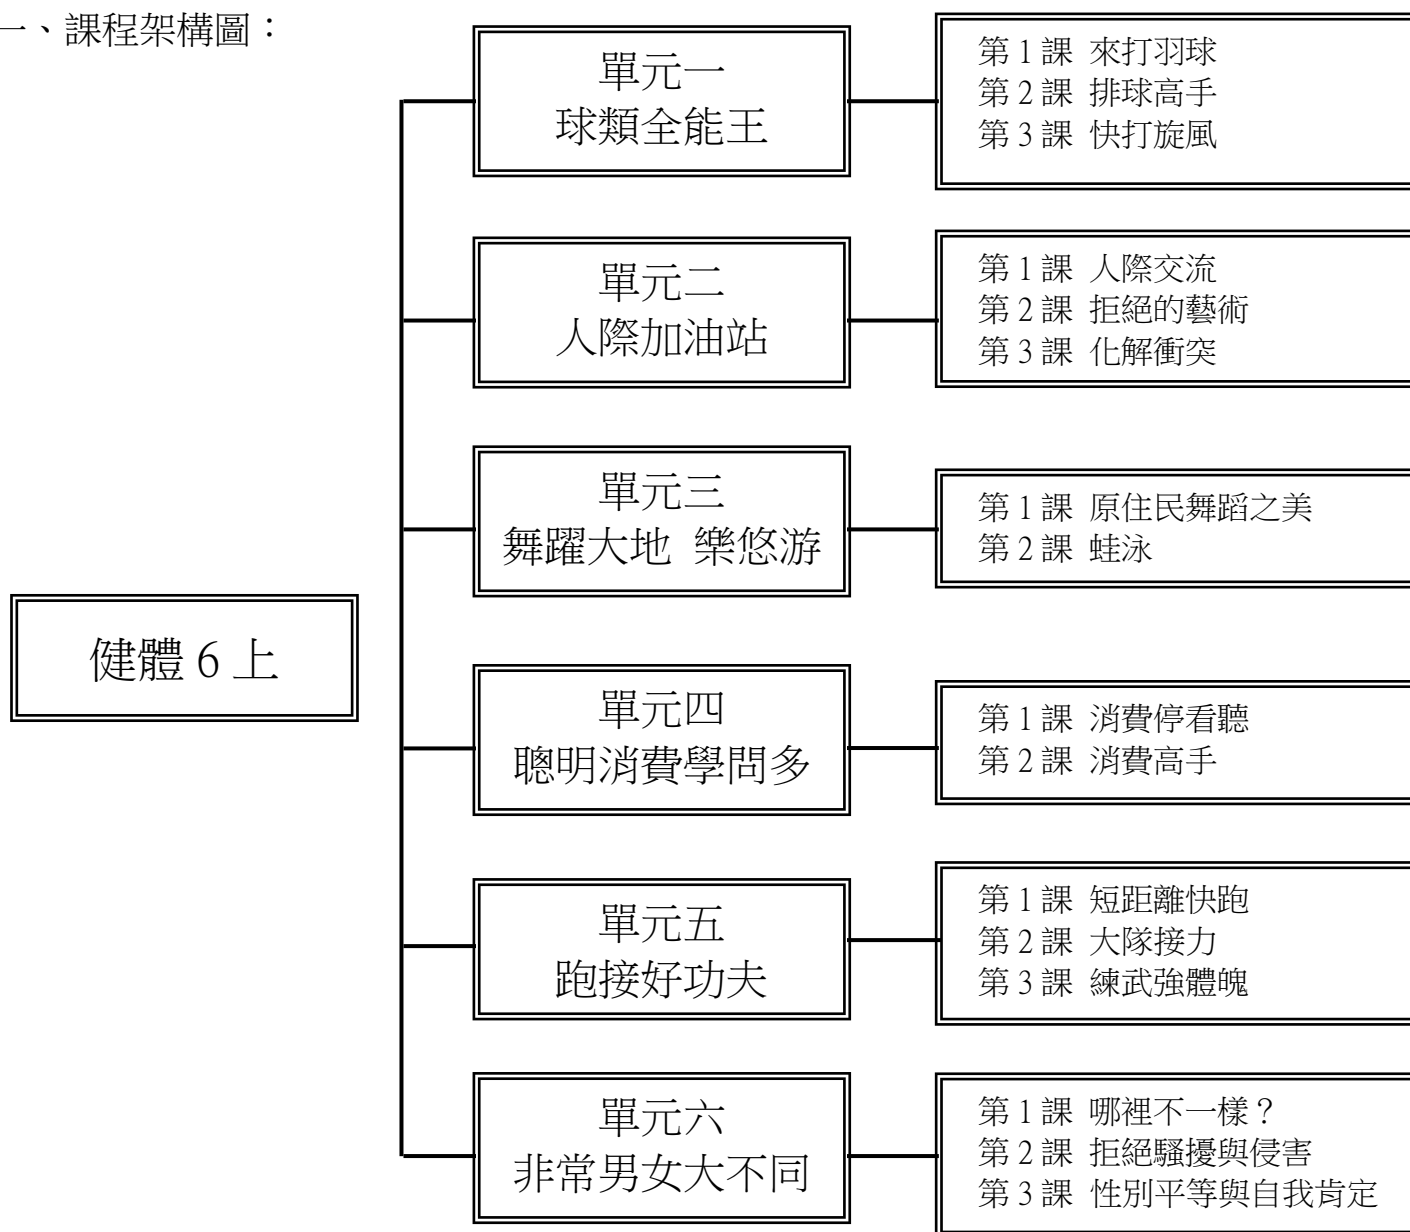 一、課程架構圖：
健體 6 上
單元一
球類全能王
第 1 課 來打羽球
第 2 課 排球高手
第 3 課 快打旋風
單元二
人際加油站
第 1 課 人際交流
第 2 課 拒絕的藝術
第 3 課 化解衝突
單元三
舞躍大地 樂悠游
第 1 課 原住民舞蹈之美
第 2 課 蛙泳
單元四
聰明消費學問多
第 1 課 消費停看聽
第 2 課 消費高手
單元五
跑接好功夫
第 1 課 短距離快跑
第 2 課 大隊接力
第 3 課 練武強體魄
單元六
非常男女大不同
第 1 課 哪裡不一樣？
第 2 課 拒絕騷擾與侵害
第 3 課 性別平等與自我肯定